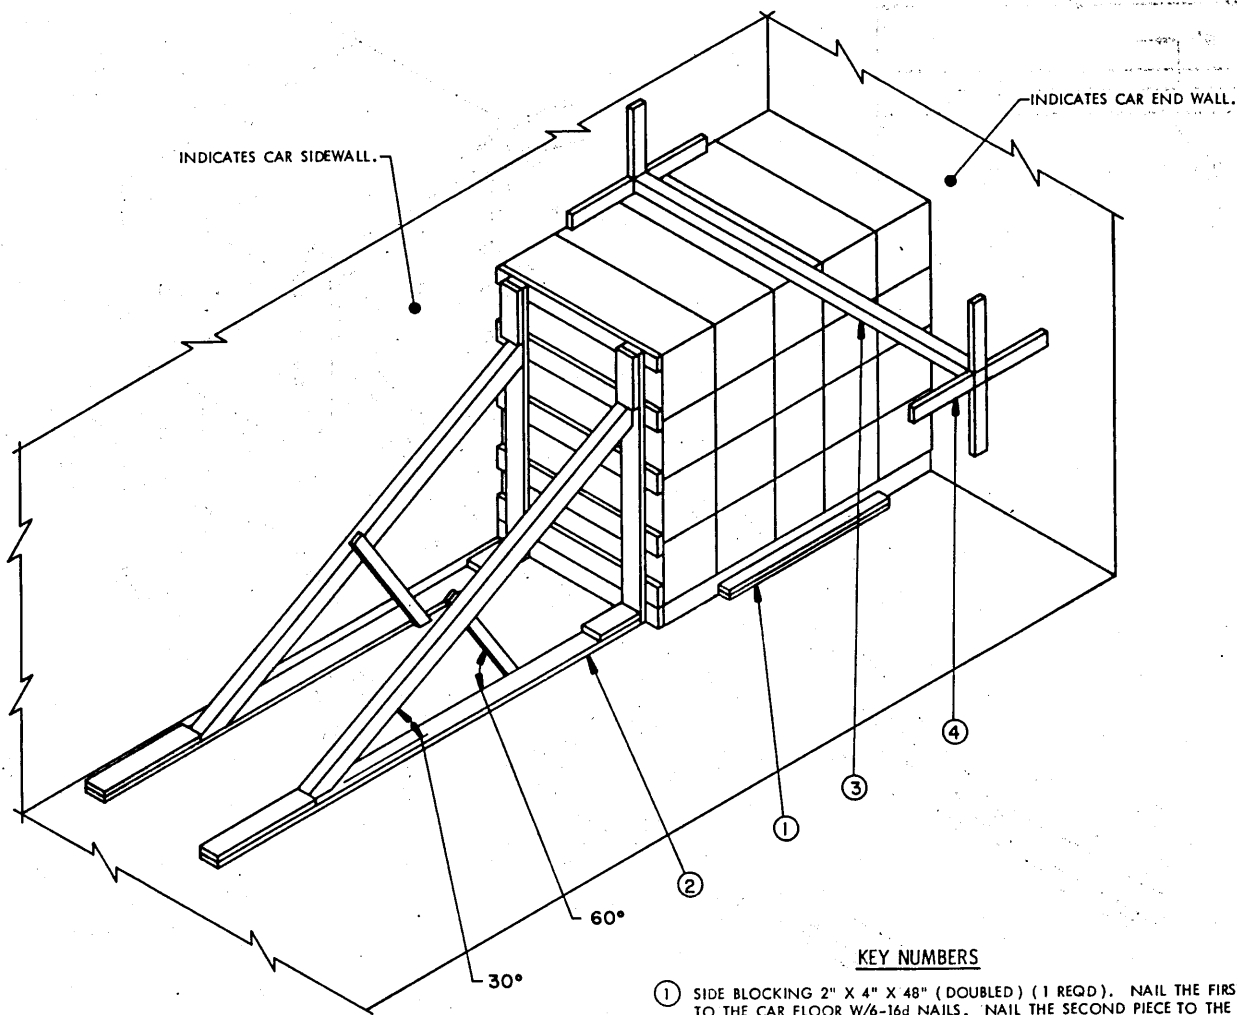 INDICATES CAR END WALL.
INDICATES CAR SIDEWALL.
4
3
1
2
60°
30°
KEY NUMBERS
1 SIDE BLOCKING 2" X 4" X 48" (DOUBLED) (1 REQD). NAIL THE FIRS
TO THE CAR FLOOR W/6-16d NAILS. NAIL THE SECOND PIECE TO THE